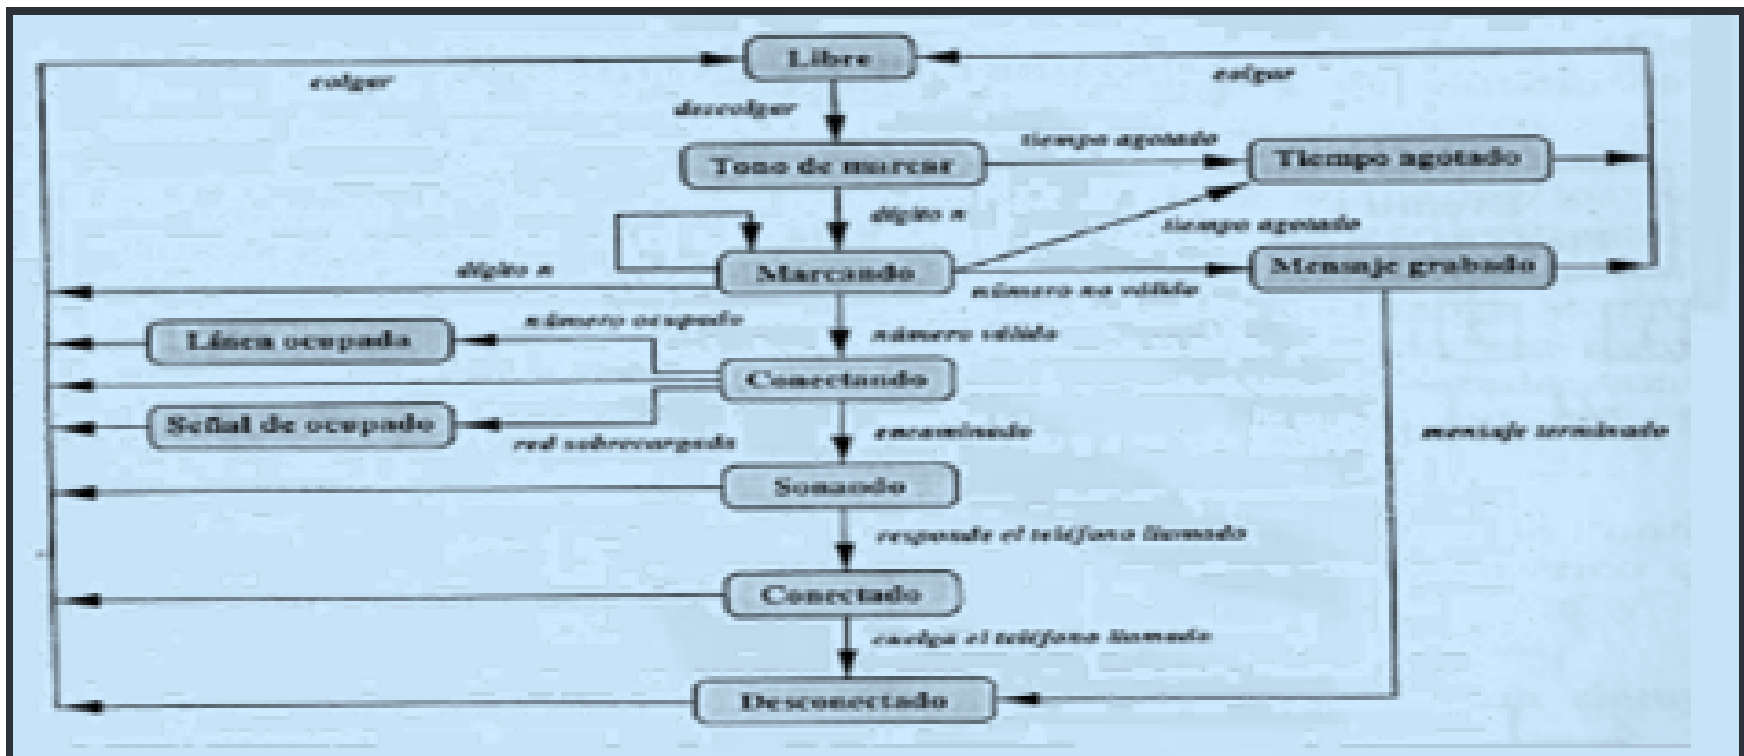 Libre
colgar
colgar
descolgar
tiempo agotado
Tono de marcar
Tiempo agotado
dígito n
tiempo agotado
Marcando
Mensaje grabado
dígito n
número no válido
número ocupado
número válido
Línea ocupada
Conectando
Señal de ocupado
encaminado
mensaje terminado
red sobrecargada
Sonando
responde el teléfono llamado
Conectado
cuelga el teléfono llamado
Desconectado